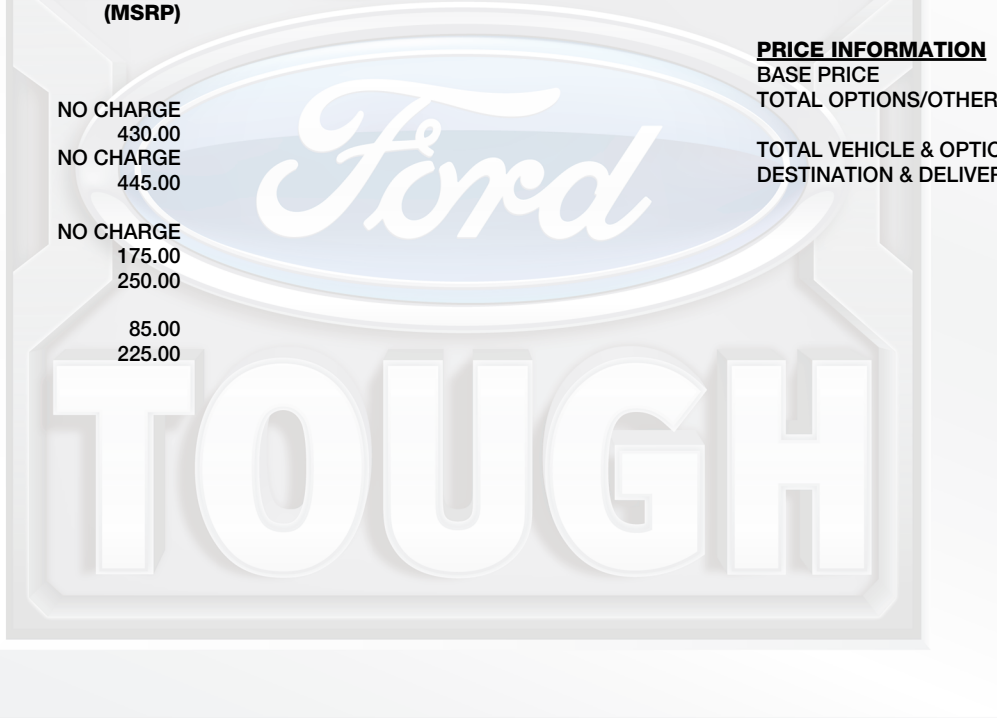 (MSRP)
NO CHARGE
430.00
NO CHARGE
445.00
NO CHARGE
175.00
250.00
85.00
225.00
PRICE INFORMATION
BASE PRICE
TOTAL OPTIONS/OTHER
TOTAL VEHICLE & OPTIO
DESTINATION & DELIVER
Ford
TOUGH